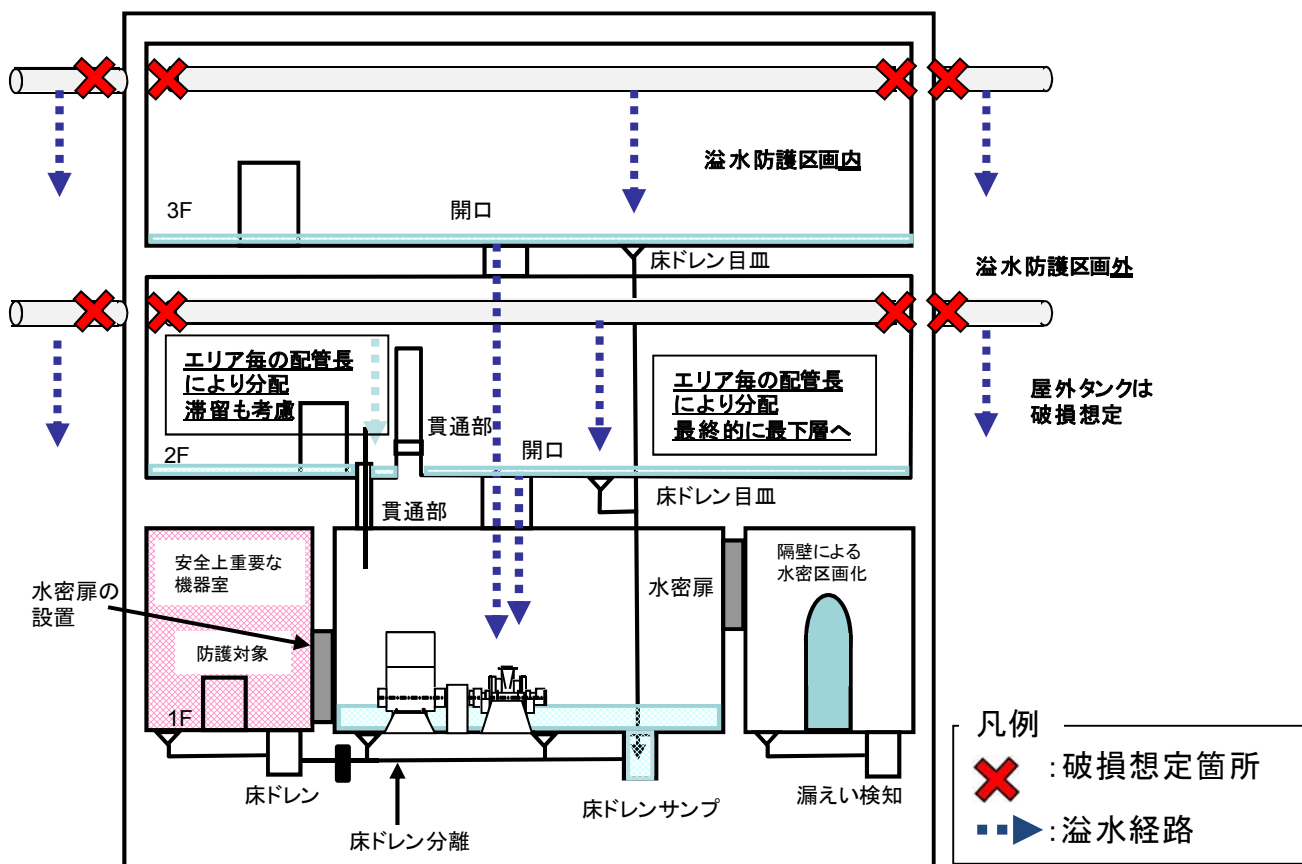 溢水防護区画内
3F
開口
床ドレン目皿
溢水防護区画外
エリア毎の配管長
により分配
滞留も考慮
エリア毎の配管長
により分配
最終的に最下層へ
屋外タンクは
破損想定
貫通部
2F
開口
床ドレン目皿
貫通部
安全上重要な
機器室
隔壁による
水密区画化
水密扉
水密扉の
設置
防護対象
1F
床ドレン
床ドレンサンプ
漏えい検知
床ドレン分離
凡例
:破損想定箇所
:溢水経路